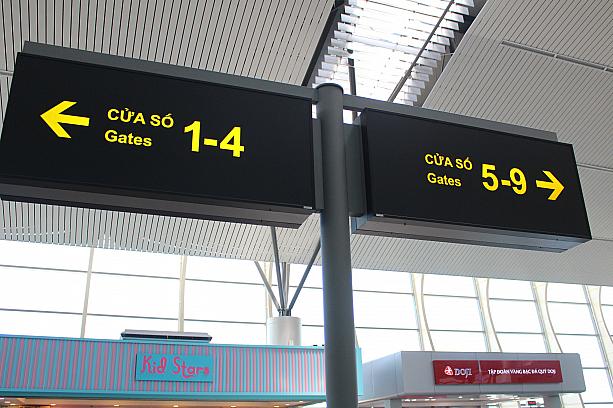 CỬA SỐ
Gates
1-4
CỬA SỐ
Gates
5-9
Kid Stars
DOJI TẬP ĐOÀN VÀNG BẠC ĐÁ QUÝ DOJI